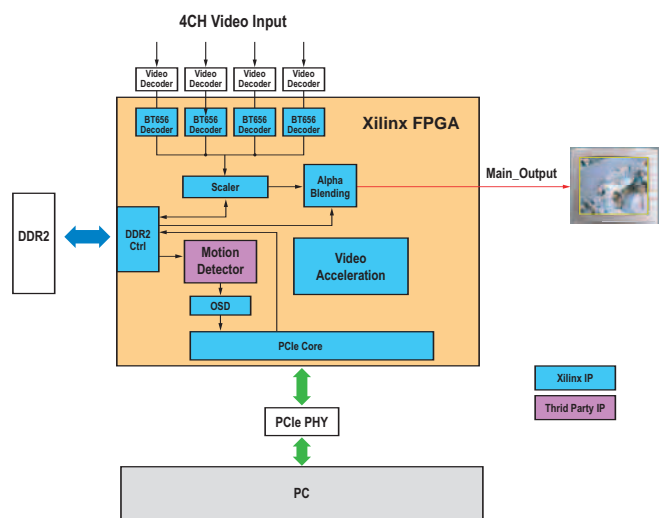 4CH Video Input
Video
Decoder
Video
Decoder
Video
Decoder
Video
Decoder
BT656
Decoder
BT656
Decoder
BT656
Decoder
BT656
Decoder
Xilinx FPGA
Scaler
Alpha
Blending
Main_Output
DDR2
DDR2
Ctrl
Motion
Detector
Video
Acceleration
OSD
PCIe Core
Xilinx IP
Thrid Party IP
PCIe PHY
PC